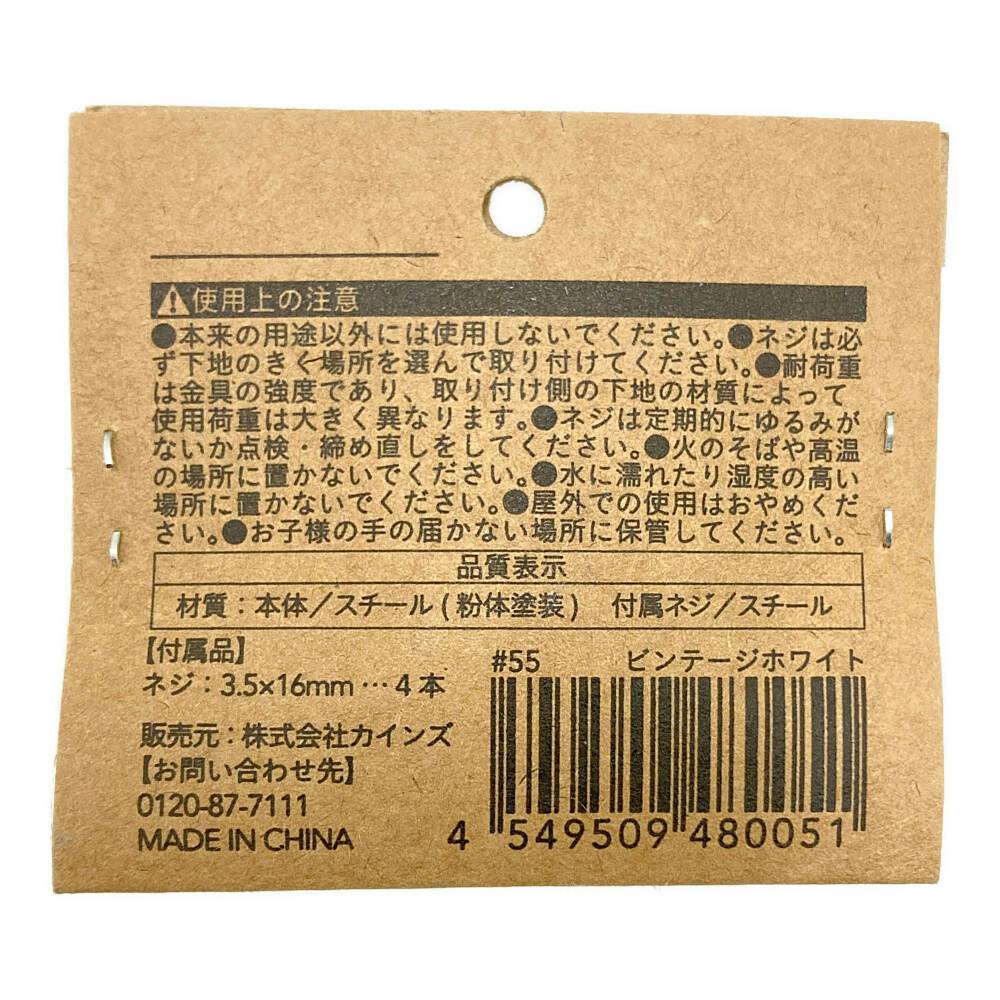 ⚠使用上の注意
●本来の用途以外には使用しないでください。●ネジは必
ず下地のきく場所を選んで取り付けてください。●耐荷重
は金具の強度であり、取り付け側の下地の材質によって
使用荷重は大きく異なります。●ネジは定期的にゆるみが
ないか点検・締め直しをしてください。●火のそばや高温
の場所に置かないでください。●水に濡れたり湿度の高い
場所に置かないでください。●屋外での使用はおやめくだ
さい。●お子様の手の届かない場所に保管してください。
品質表示
材質：本体／スチール(粉体塗装) 付属ネジ／スチール
【付属品】
ネジ：3.5×16mm…4本
販売元：株式会社カインズ
【お問い合わせ先】
0120-87-7111
MADE IN CHINA
#55 ビンテージホワイト
4 549509 480051